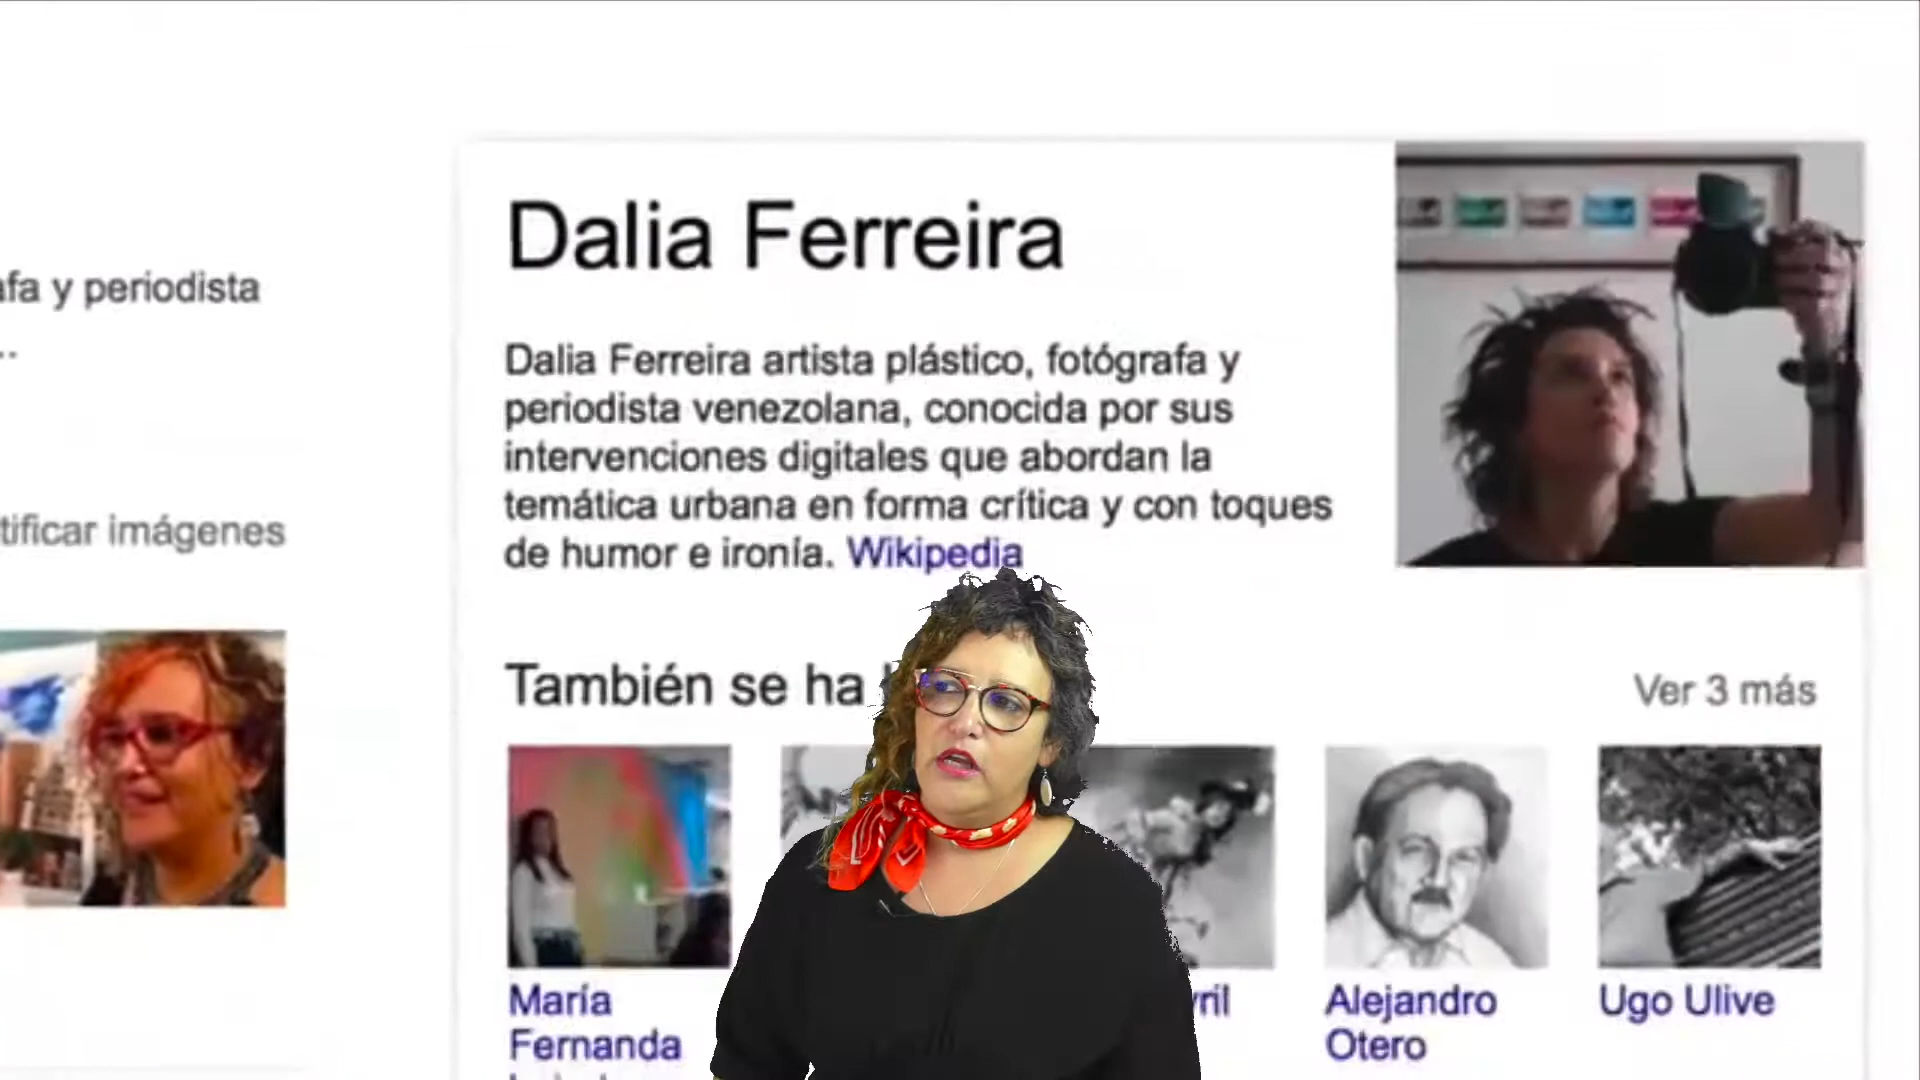 Dalia Ferreira
afa y periodista
...
Dalia Ferreira artista plástico, fotógrafa y
periodista venezolana, conocida por sus
intervenciones digitales que abordan la
temática urbana en forma crítica y con toques
de humor e ironía. Wikipedia
tificar imágenes
También se ha
Ver 3 más
María
Fernanda
vril
Alejandro
Otero
Ugo Ulive